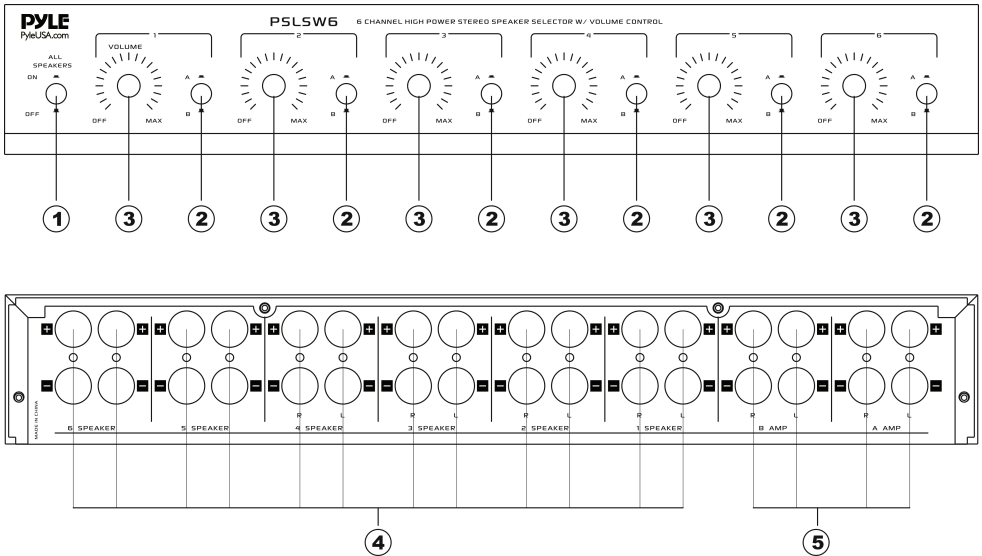 PYLE
PyleUSA.com
PSLSW6 6 CHANNEL HIGH POWER STEREO SPEAKER SELECTOR W/ VOLUME CONTROL
1 2 3 4 5 6
VOLUME
ALL
SPEAKERS
ON A A A A A A
OFF B B B B B B
OFF MAX OFF MAX OFF MAX OFF MAX OFF MAX OFF MAX
1 3 2 3 2 3 2 3 2 3 2 3 2
+ + + + + + + + + + + + + + + +
- - - - - - - - - - - - - - - -
MADE IN CHINA
R L R L R L R L R L R L
6 SPEAKER 5 SPEAKER 4 SPEAKER 3 SPEAKER 2 SPEAKER 1 SPEAKER B AMP A AMP
4 5